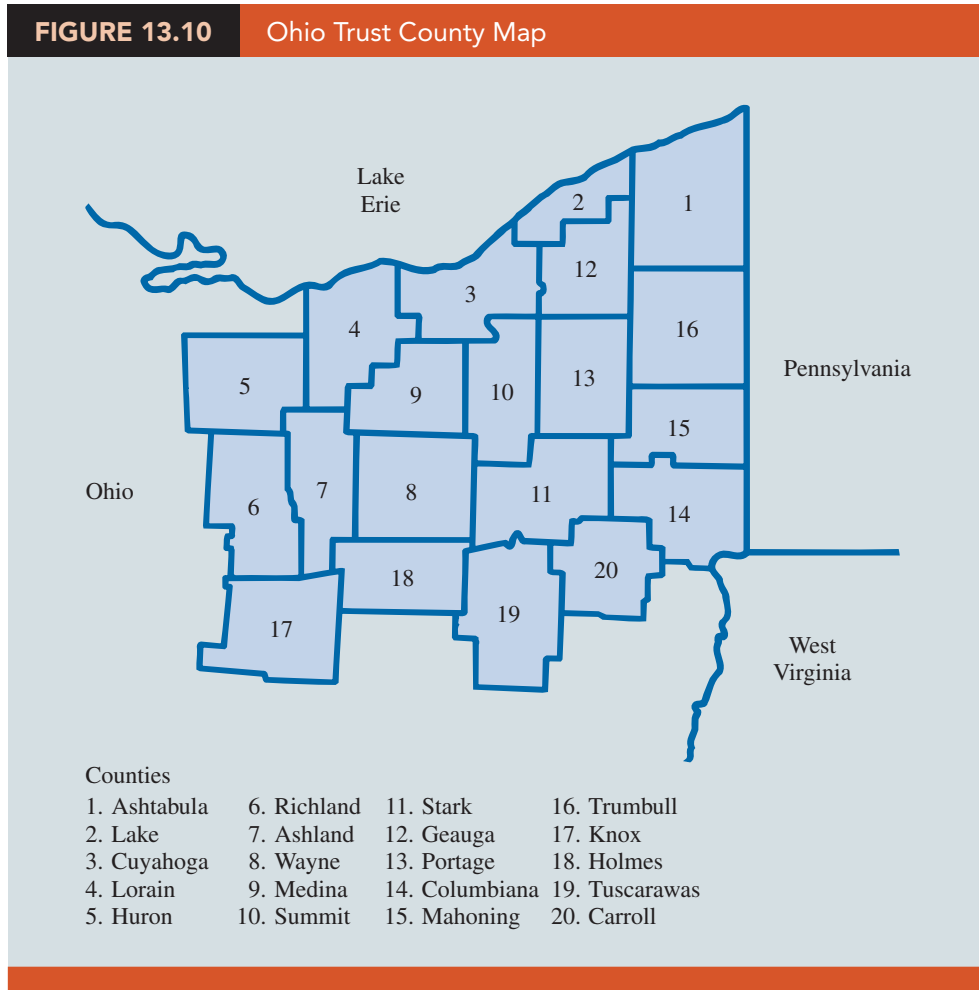 FIGURE 13.10 Ohio Trust County Map
Lake
Erie
2
1
12
3
4
16
Pennsylvania
5
9
10
13
15
Ohio
6
7
8
11
14
18
20
17
19
West
Virginia
Counties
1. Ashtabula 6. Richland 11. Stark 16. Trumbull
2. Lake 7. Ashland 12. Geauga 17. Knox
3. Cuyahoga 8. Wayne 13. Portage 18. Holmes
4. Lorain 9. Medina 14. Columbiana 19. Tuscarawas
5. Huron 10. Summit 15. Mahoning 20. Carroll